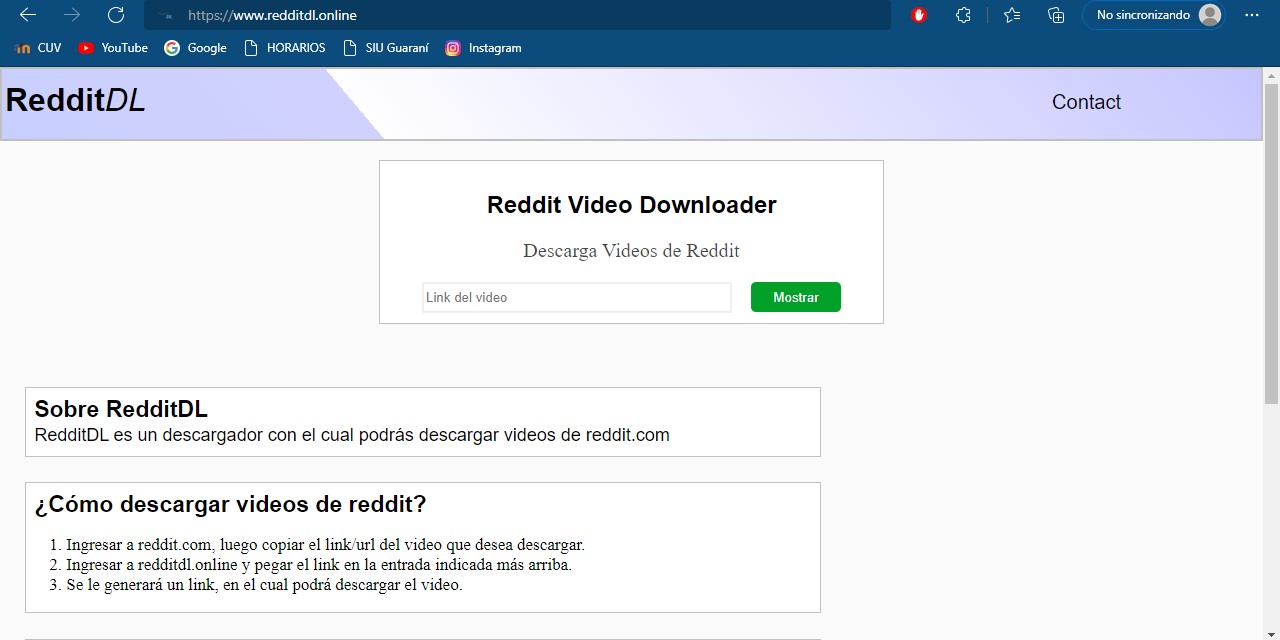 https://www.redditdl.online
No sincronizando
CUV
YouTube
Google
HORARIOS
SIU Guaraní
Instagram
RedditDL
Contact
Reddit Video Downloader
Descarga Videos de Reddit
Link del video
Mostrar
Sobre RedditDL
RedditDL es un descargador con el cual podrás descargar videos de reddit.com
¿Cómo descargar videos de reddit?
1. Ingresar a reddit.com, luego copiar el link/url del video que desea descargar.
2. Ingresar a redditdl.online y pegar el link en la entrada indicada más arriba.
3. Se le generará un link, en el cual podrá descargar el video.